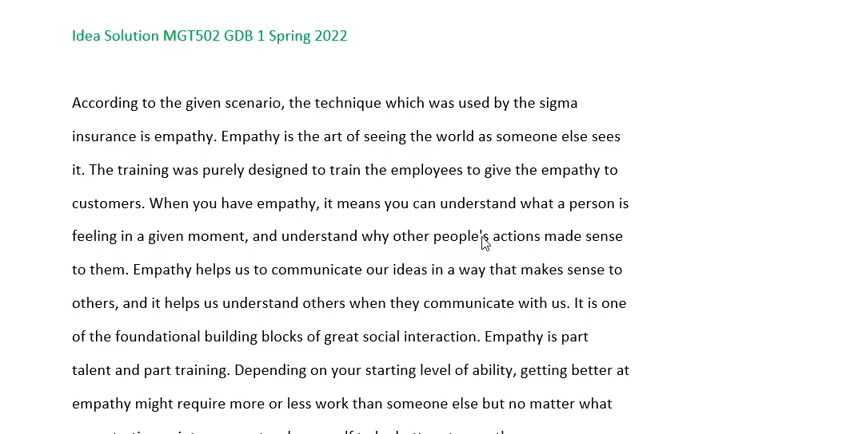 Idea Solution MGT502 GDB 1 Spring 2022
According to the given scenario, the technique which was used by the sigma
insurance is empathy. Empathy is the art of seeing the world as someone else sees
it. The training was purely designed to train the employees to give the empathy to
customers. When you have empathy, it means you can understand what a person is
feeling in a given moment, and understand why other people's actions made sense
to them. Empathy helps us to communicate our ideas in a way that makes sense to
others, and it helps us understand others when they communicate with us. It is one
of the foundational building blocks of great social interaction. Empathy is part
talent and part training. Depending on your starting level of ability, getting better at
empathy might require more or less work than someone else but no matter what